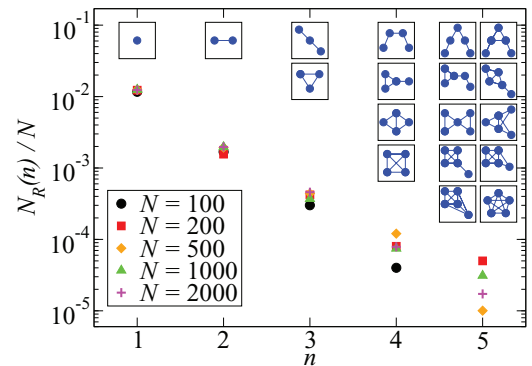 10^-1
10^-2
10^-3
10^-4
10^-5
N_R(n) / N
N = 100
N = 200
N = 500
N = 1000
N = 2000
1 2 3 4 5
n